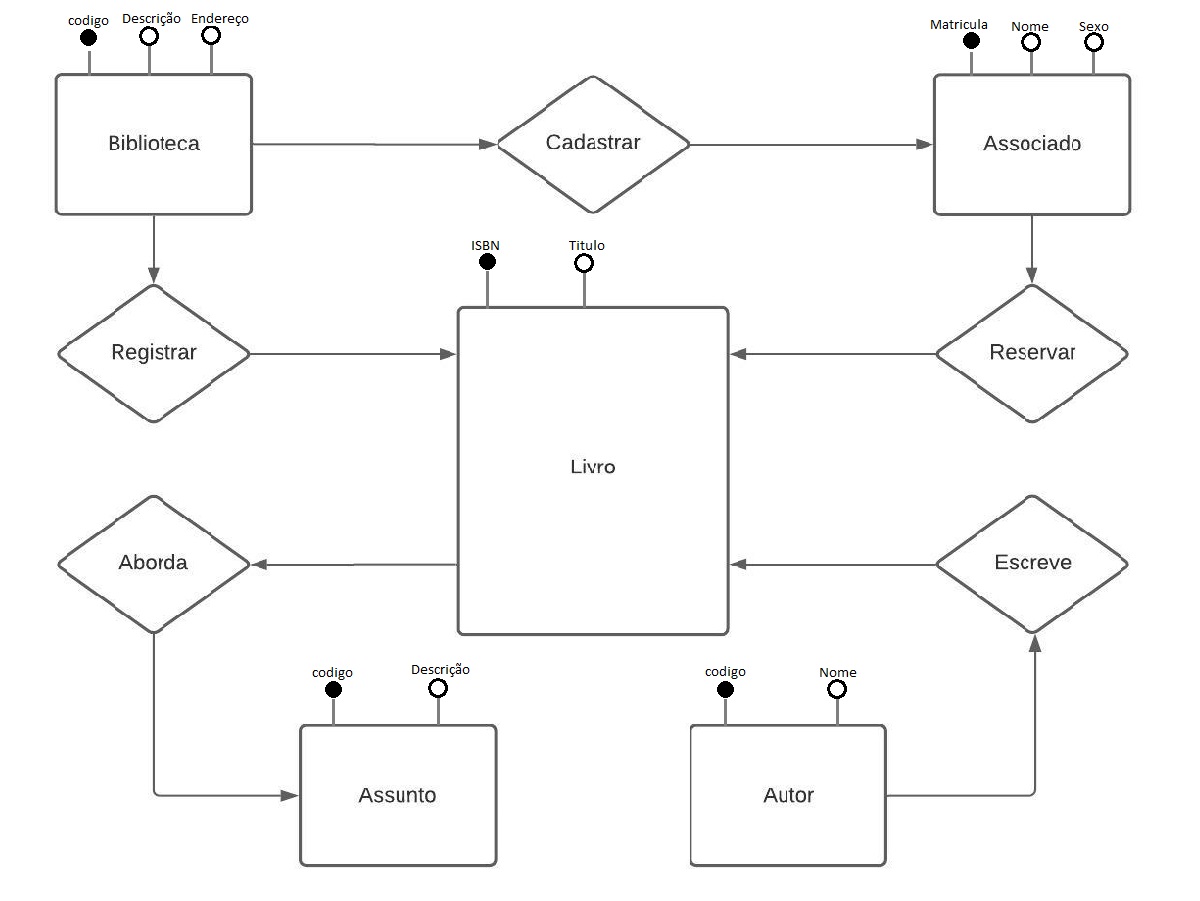 codigo Descrição Endereço
Matricula Nome Sexo
Biblioteca
Cadastrar
Associado
ISBN Titulo
Registrar
Reservar
Livro
Aborda
Escreve
codigo Descrição
codigo Nome
Assunto
Autor